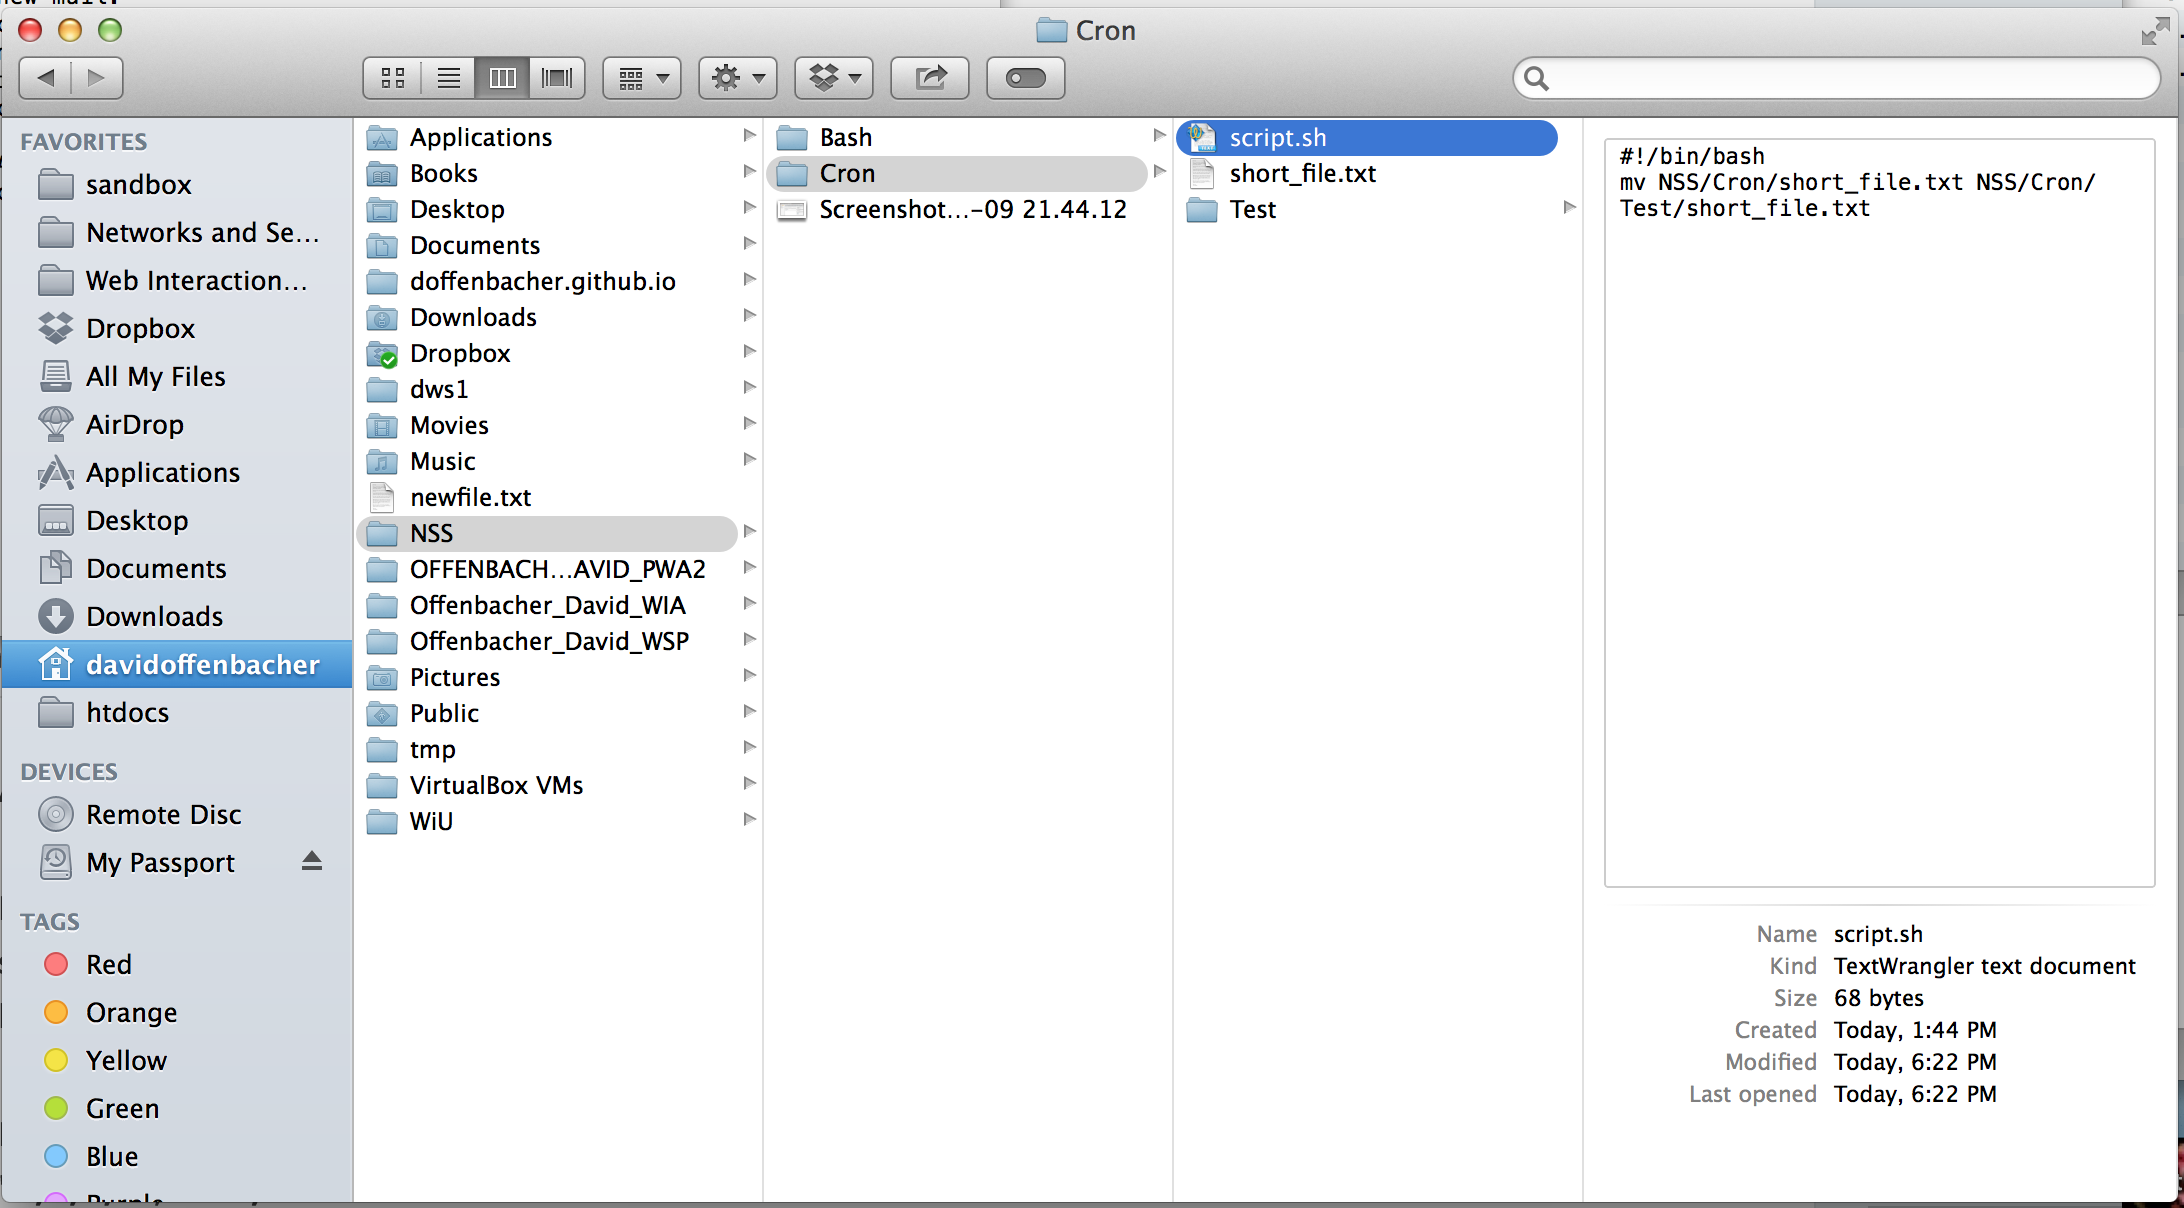 new mail.
Cron
FAVORITES
sandbox
Networks and Se...
Web Interaction...
Dropbox
All My Files
AirDrop
Applications
Desktop
Documents
Downloads
davidoffenbacher
htdocs
DEVICES
Remote Disc
My Passport
TAGS
Red
Orange
Yellow
Green
Blue
Purple
Applications
Books
Desktop
Documents
doffenbacher.github.io
Downloads
Dropbox
dws1
Movies
Music
newfile.txt
NSS
OFFENBACH...AVID_PWA2
Offenbacher_David_WIA
Offenbacher_David_WSP
Pictures
Public
tmp
VirtualBox VMs
WiU
Bash
Cron
Screenshot...-09 21.44.12
script.sh
short_file.txt
Test
#!/bin/bash
mv NSS/Cron/short_file.txt NSS/Cron/
Test/short_file.txt
Name script.sh
Kind TextWrangler text document
Size 68 bytes
Created Today, 1:44 PM
Modified Today, 6:22 PM
Last opened Today, 6:22 PM